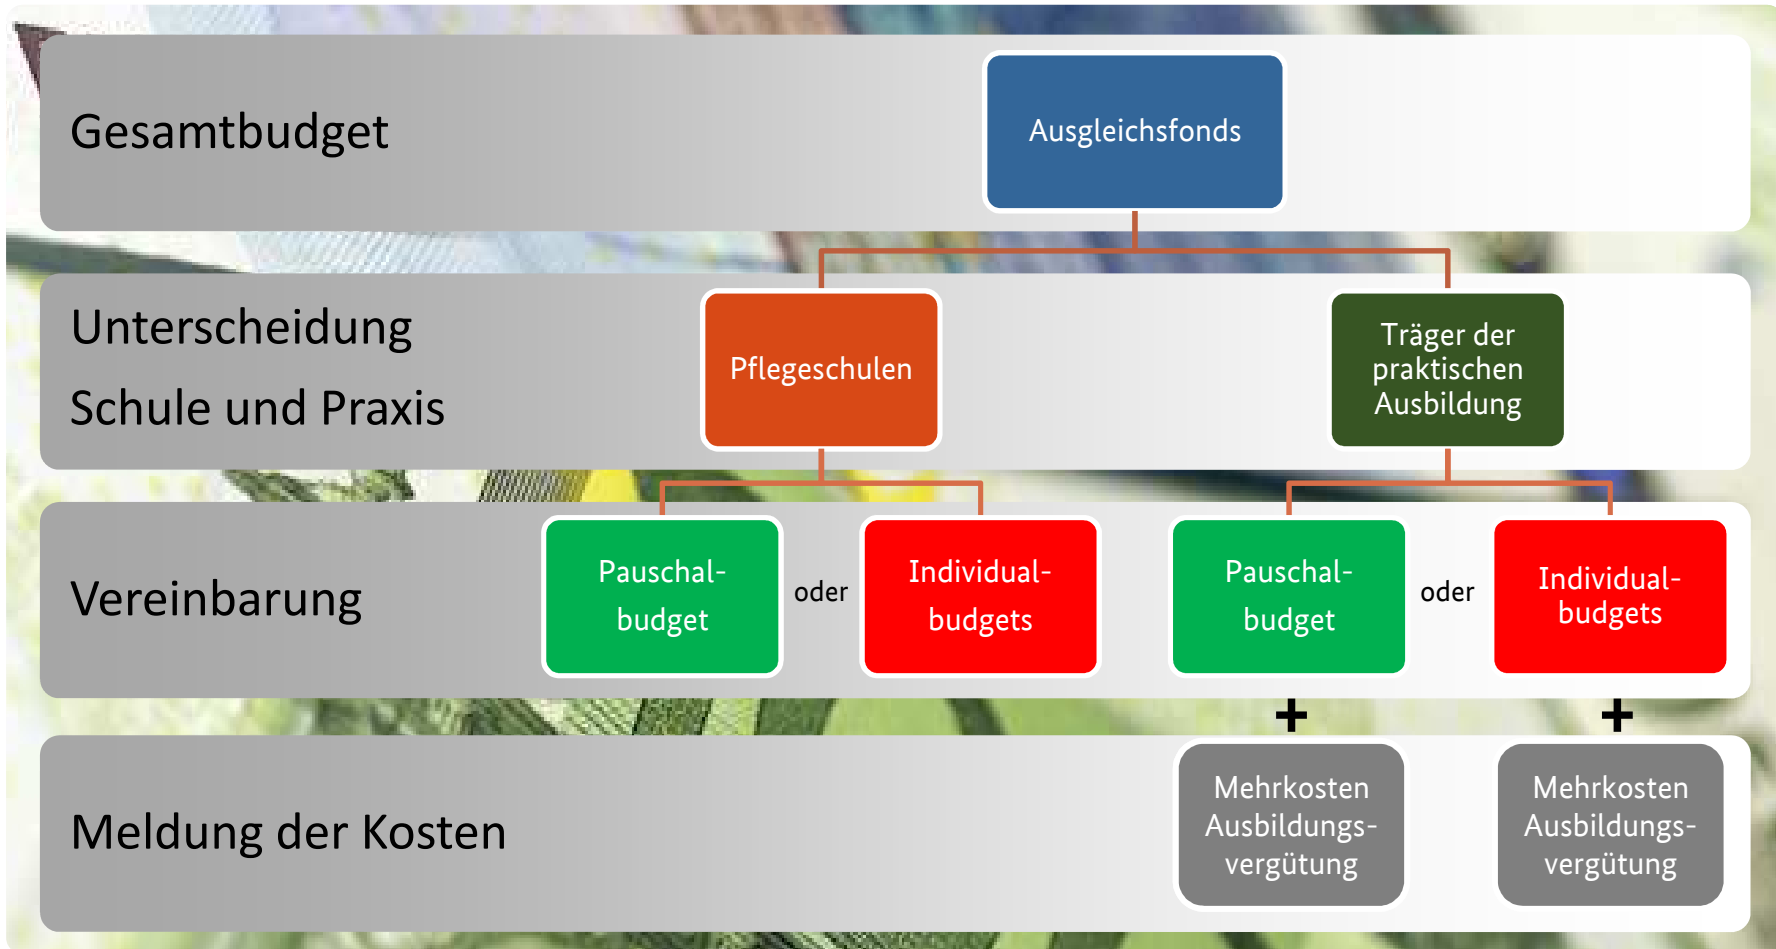 Gesamtbudget
Ausgleichsfonds
Unterscheidung
Schule und Praxis
Pflegeschulen
Träger der
praktischen
Ausbildung
Vereinbarung
Pauschal-
budget
oder
Individual-
budgets
Pauschal-
budget
oder
Individual-
budgets
+
+
Meldung der Kosten
Mehrkosten
Ausbildungs-
vergütung
Mehrkosten
Ausbildungs-
vergütung